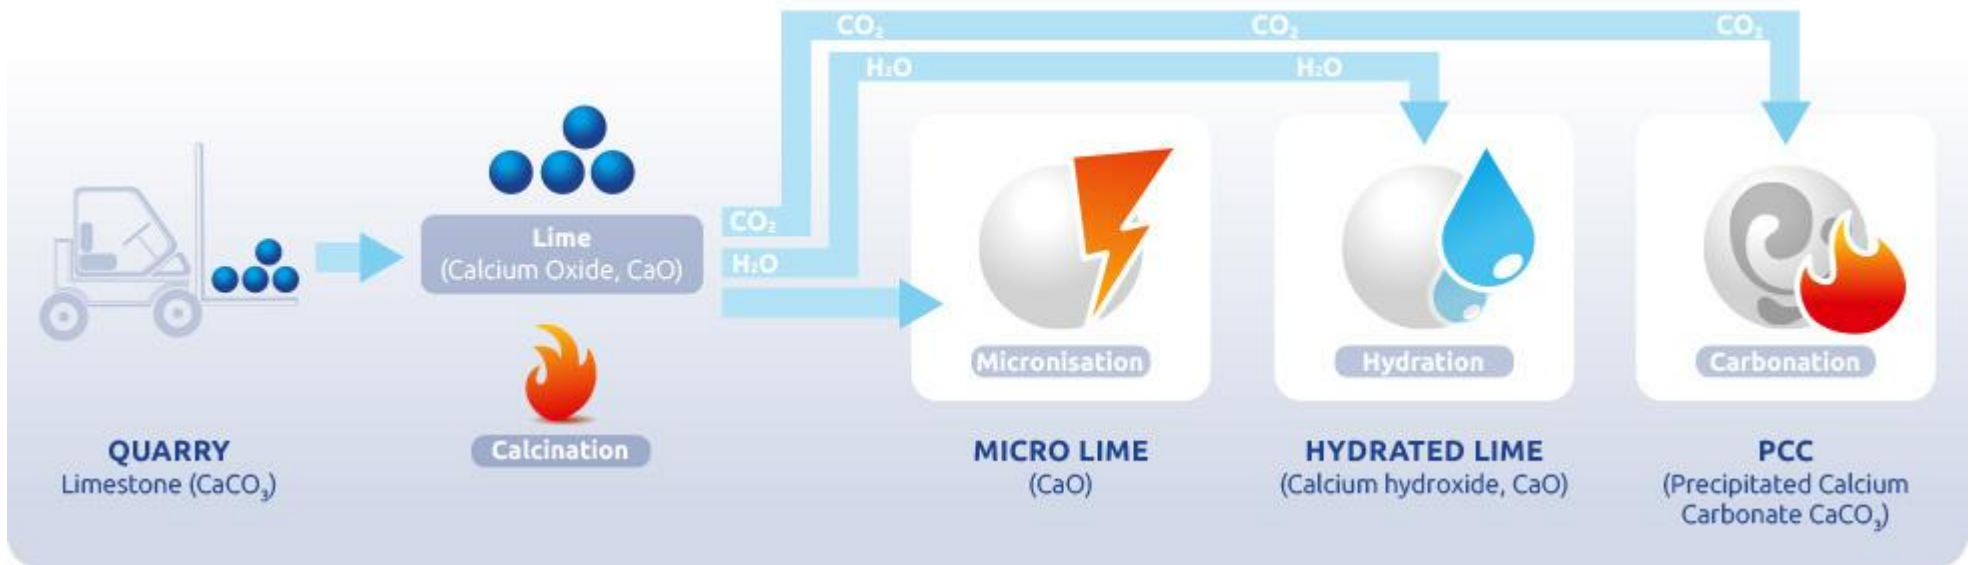 CO₂ CO₂ CO₂
H₂O H₂O
CO₂
Lime
(Calcium Oxide, CaO)
H₂O
Micronisation
Hydration
Carbonation
Calcination
QUARRY
Limestone (CaCO₃)
MICRO LIME
(CaO)
HYDRATED LIME
(Calcium hydroxide, CaO)
PCC
(Precipitated Calcium
Carbonate CaCO₃)